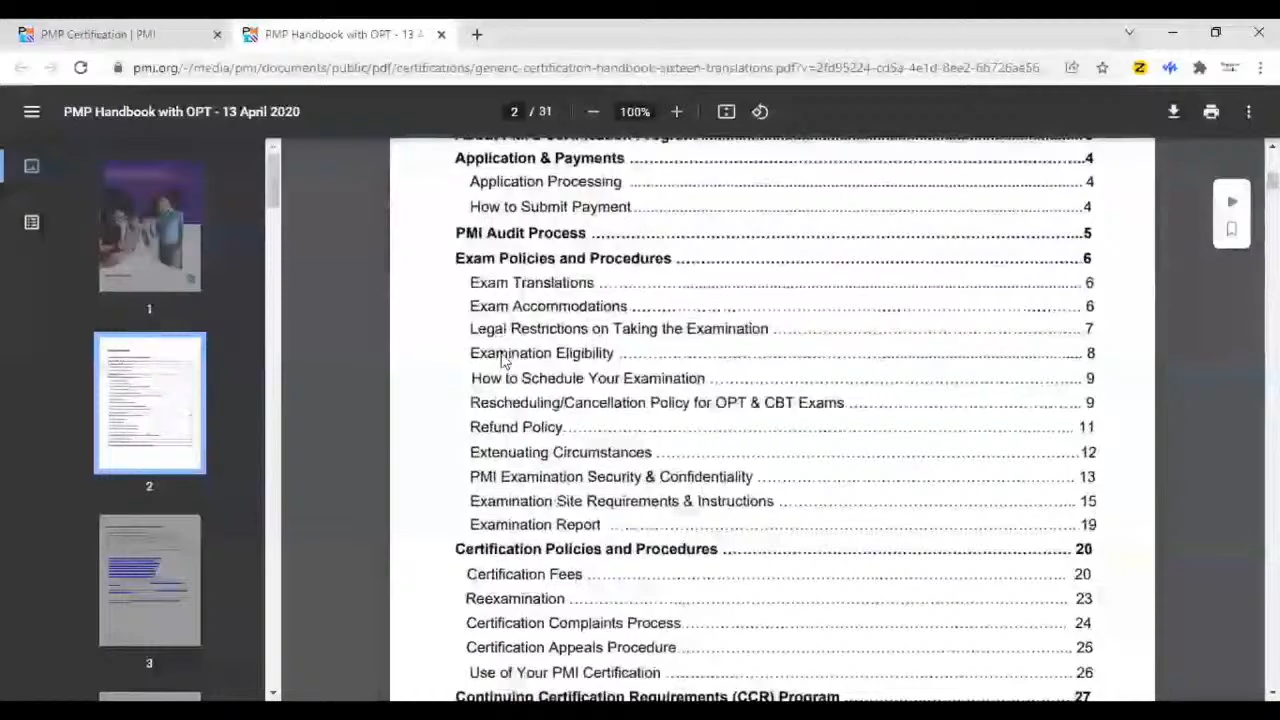 PMP Certification | PMI
PMP Handbook with OPT - 13 A
pmi.org/-/media/pmi/documents/public/pdf/certifications/generic-certification-handbook-sixteen-translations.pdf?v=2fd95224-cd5a-4e1d-8ee2-6b726ae56
PMP Handbook with OPT - 13 April 2020
2 / 31
100%
Application & Payments 4
Application Processing 4
How to Submit Payment 4
PMI Audit Process 5
Exam Policies and Procedures 6
Exam Translations 6
Exam Accommodations 6
Legal Restrictions on Taking the Examination 7
Examination Eligibility 8
How to Schedule Your Examination 9
Rescheduling/Cancellation Policy for OPT & CBT Exams 9
Refund Policy 11
Extenuating Circumstances 12
PMI Examination Security & Confidentiality 13
Examination Site Requirements & Instructions 15
Examination Report 19
Certification Policies and Procedures 20
Certification Fees 20
Reexamination 23
Certification Complaints Process 24
Certification Appeals Procedure 25
Use of Your PMI Certification 26
Continuing Certification Requirements (CCR) Program 27
1
2
3